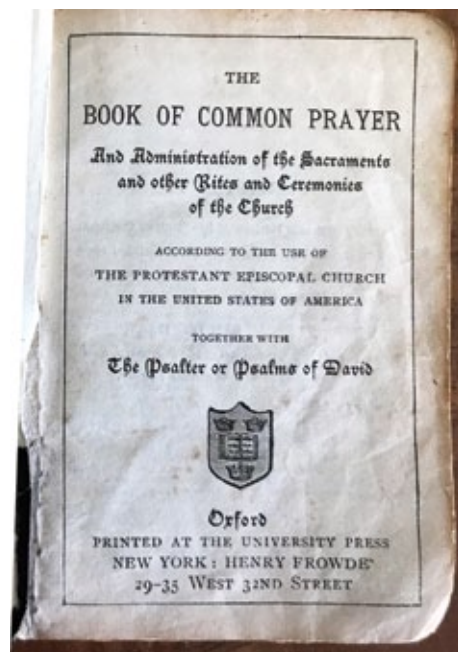 THE
BOOK OF COMMON PRAYER
And Administration of the Sacraments
and other Rites and Ceremonies
of the Church
ACCORDING TO THE USE OF
THE PROTESTANT EPISCOPAL CHURCH
IN THE UNITED STATES OF AMERICA
TOGETHER WITH
The Psalter or Psalms of David
Oxford
PRINTED AT THE UNIVERSITY PRESS
NEW YORK: HENRY FROWDE
29-35 WEST 32ND STREET